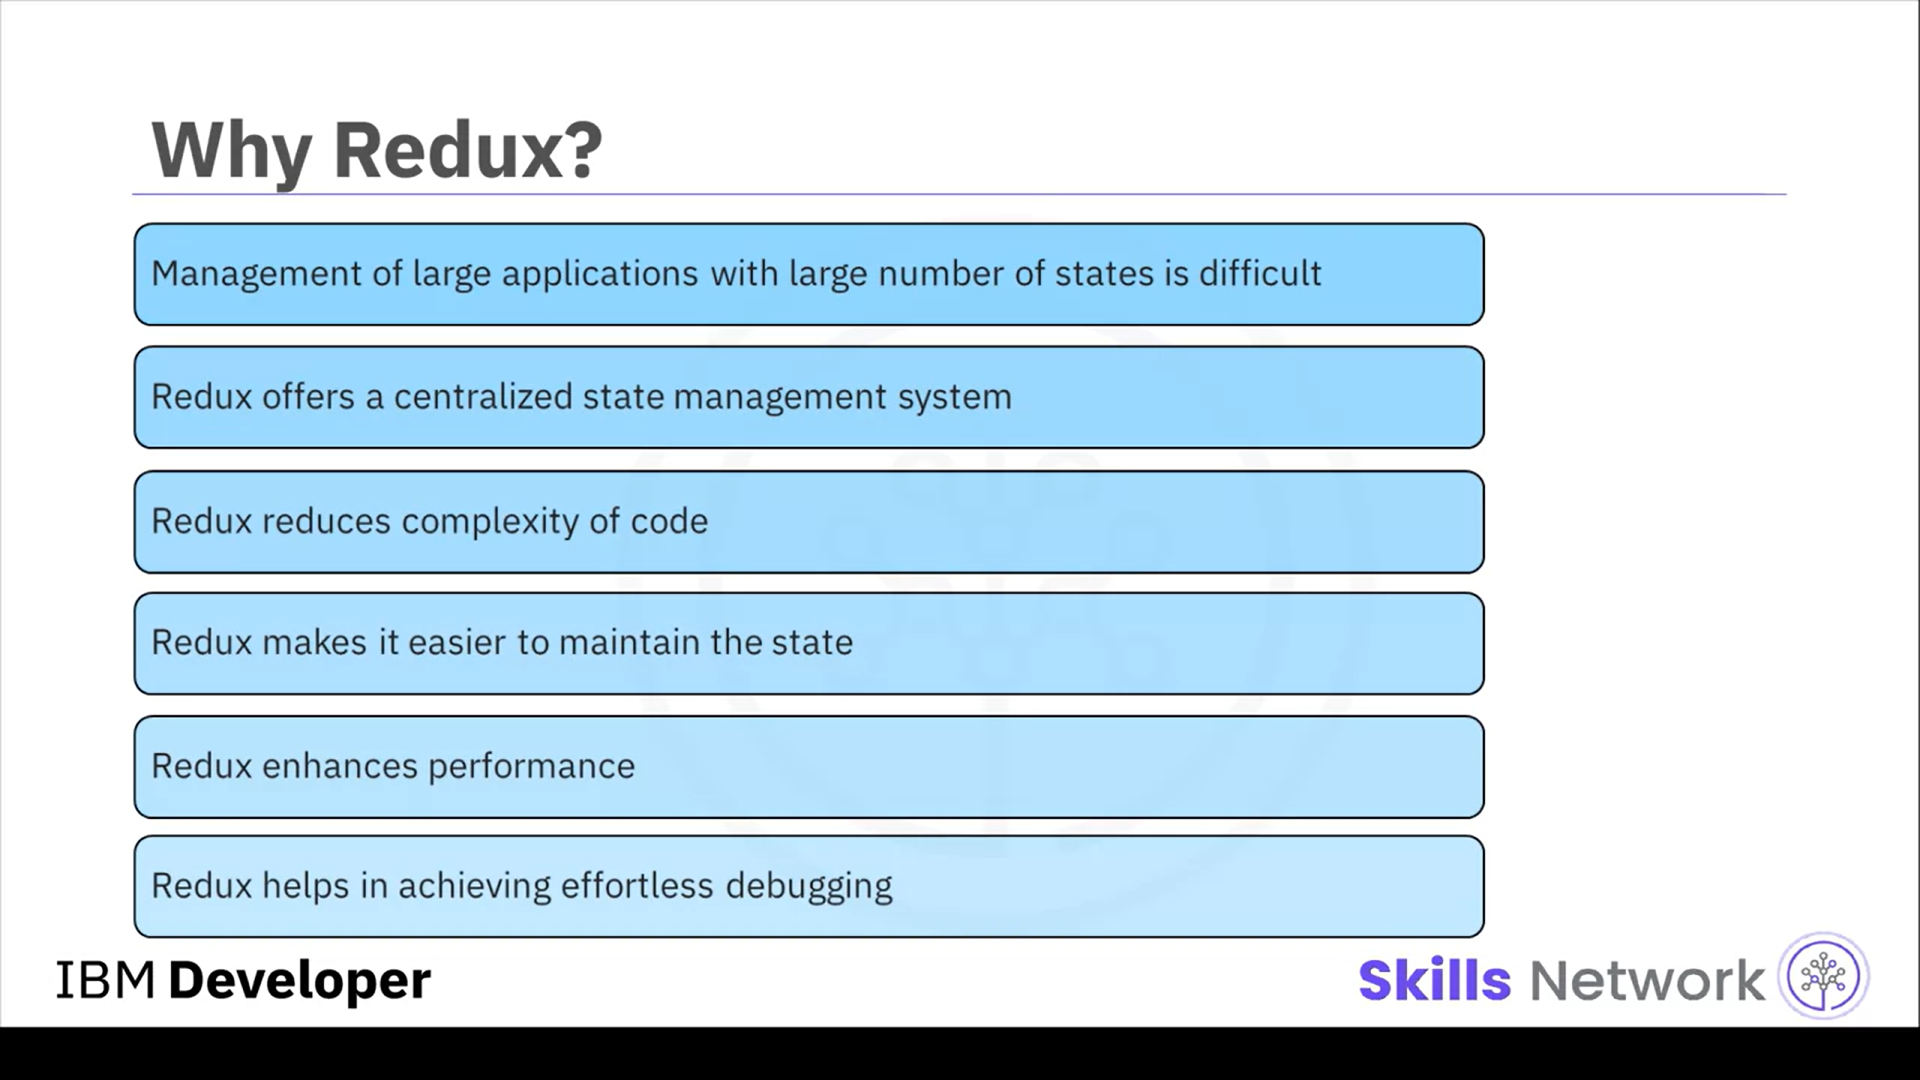 Why Redux?
Management of large applications with large number of states is difficult
Redux offers a centralized state management system
Redux reduces complexity of code
Redux makes it easier to maintain the state
Redux enhances performance
Redux helps in achieving effortless debugging
IBM Developer
Skills Network